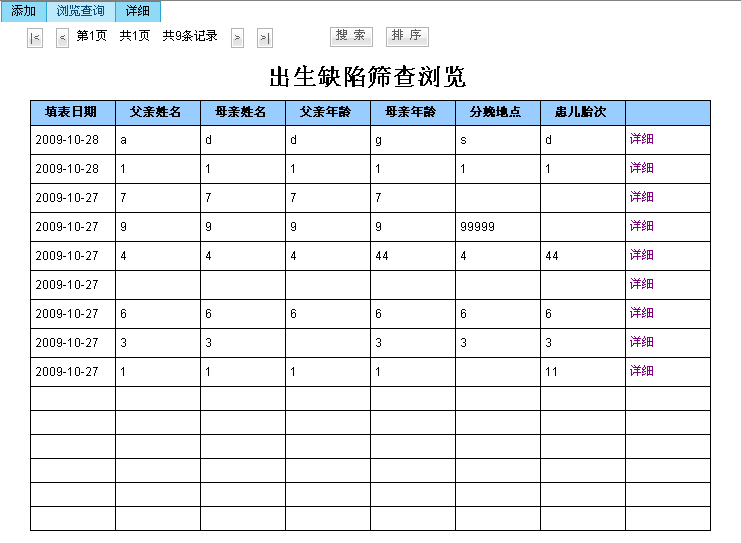 添加 浏览查询 详细
|< < 第1页 共1页 共9条记录 > >| 搜 索 排 序
出生缺陷筛查浏览
填表日期 父亲姓名 母亲姓名 父亲年龄 母亲年龄 分娩地点 患儿胎次
2009-10-28 a d d g s d 详细
2009-10-28 1 1 1 1 1 1 详细
2009-10-27 7 7 7 7 详细
2009-10-27 9 9 9 9 99999 详细
2009-10-27 4 4 4 44 4 44 详细
2009-10-27 详细
2009-10-27 6 6 6 6 6 6 详细
2009-10-27 3 3 3 3 3 详细
2009-10-27 1 1 1 1 11 详细